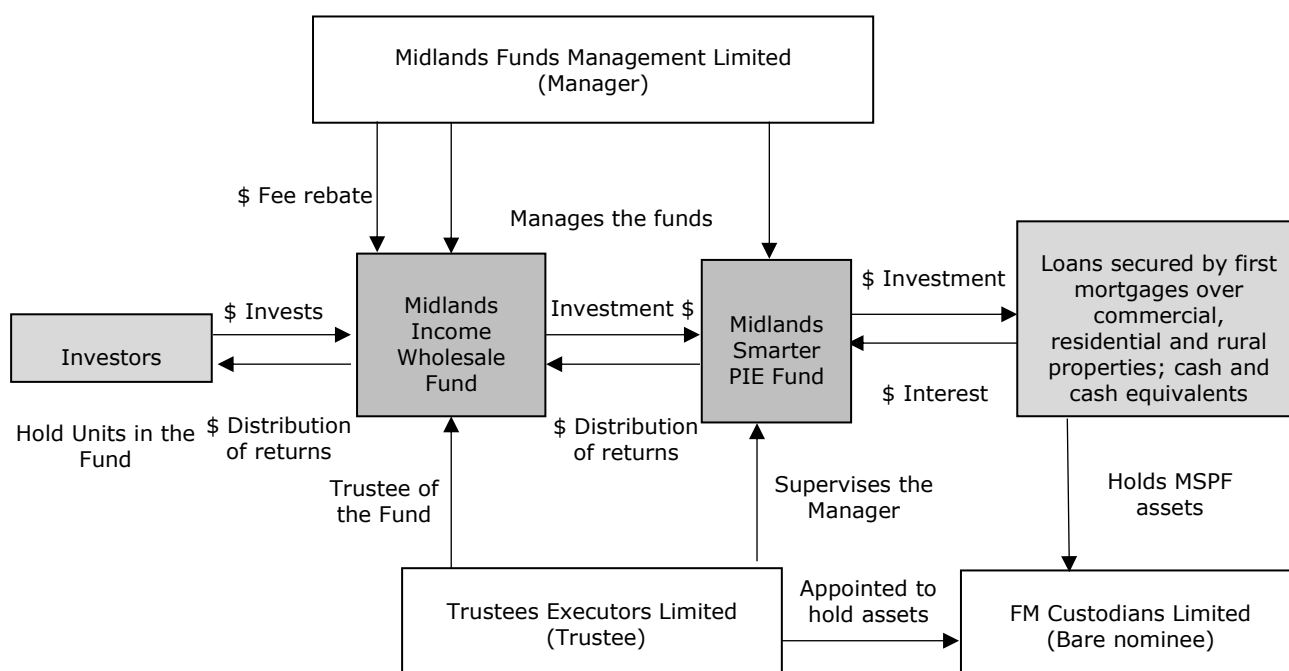 Midlands Funds Management Limited
(Manager)
$ Fee rebate
Manages the funds
Investors
Hold Units in the
Fund
$ Invests
$ Distribution
of returns
Midlands
Income
Wholesale
Fund
Investment $
$ Distribution
of returns
Midlands
Smarter
PIE Fund
$ Investment
$ Interest
Loans secured by first
mortgages over
commercial,
residential and rural
properties; cash and
cash equivalents
Trustee of
the Fund
Supervises the
Manager
Holds MSPF
assets
Trustees Executors Limited
(Trustee)
Appointed to
hold assets
FM Custodians Limited
(Bare nominee)